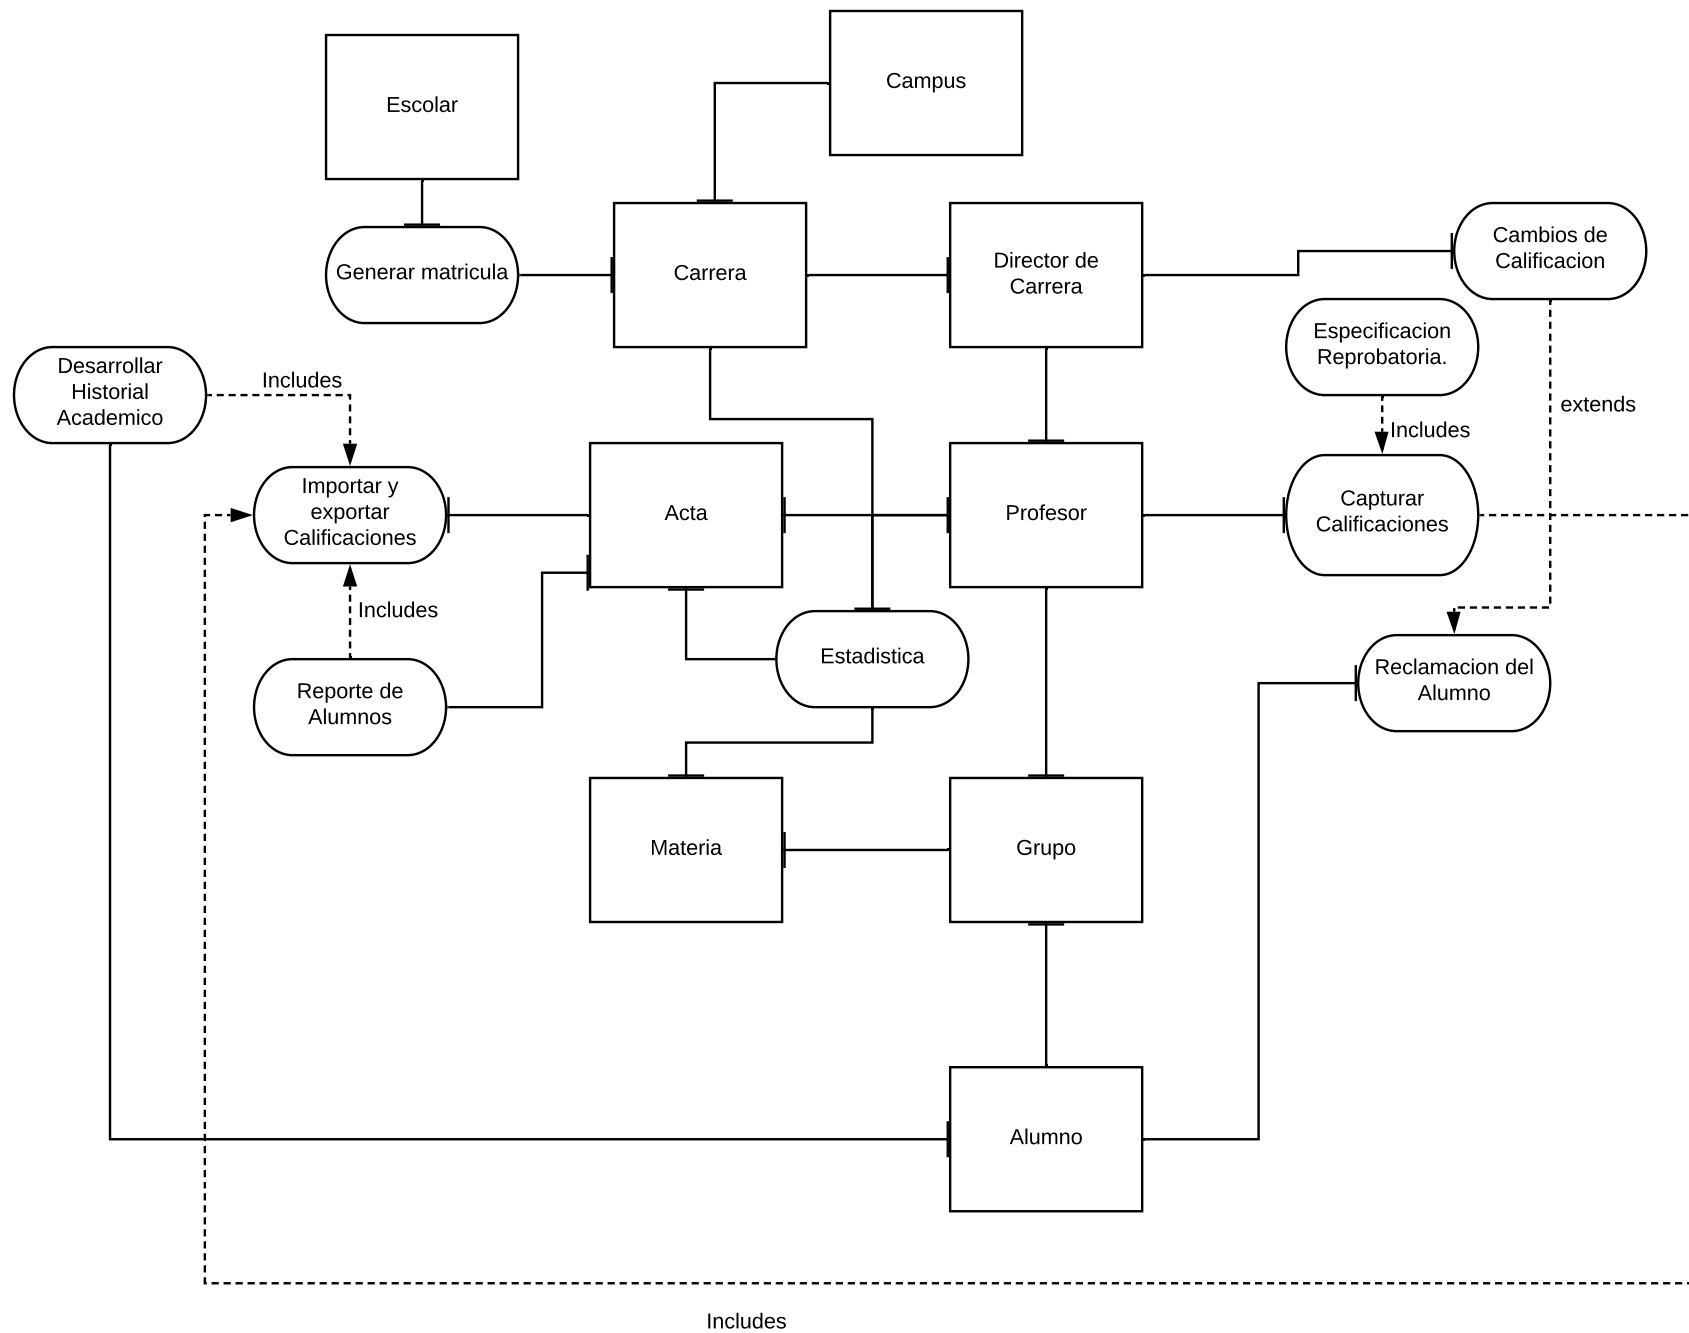 Campus
Escolar
Generar matricula
Carrera
Director de
Carrera
Cambios de
Calificacion
Especificacion
Reprobatoria.
Desarrollar
Historial
Academico
Includes
extends
Includes
Importar y
exportar
Calificaciones
Acta
Profesor
Capturar
Calificaciones
Includes
Estadistica
Reclamacion del
Alumno
Reporte de
Alumnos
Materia
Grupo
Alumno
Includes